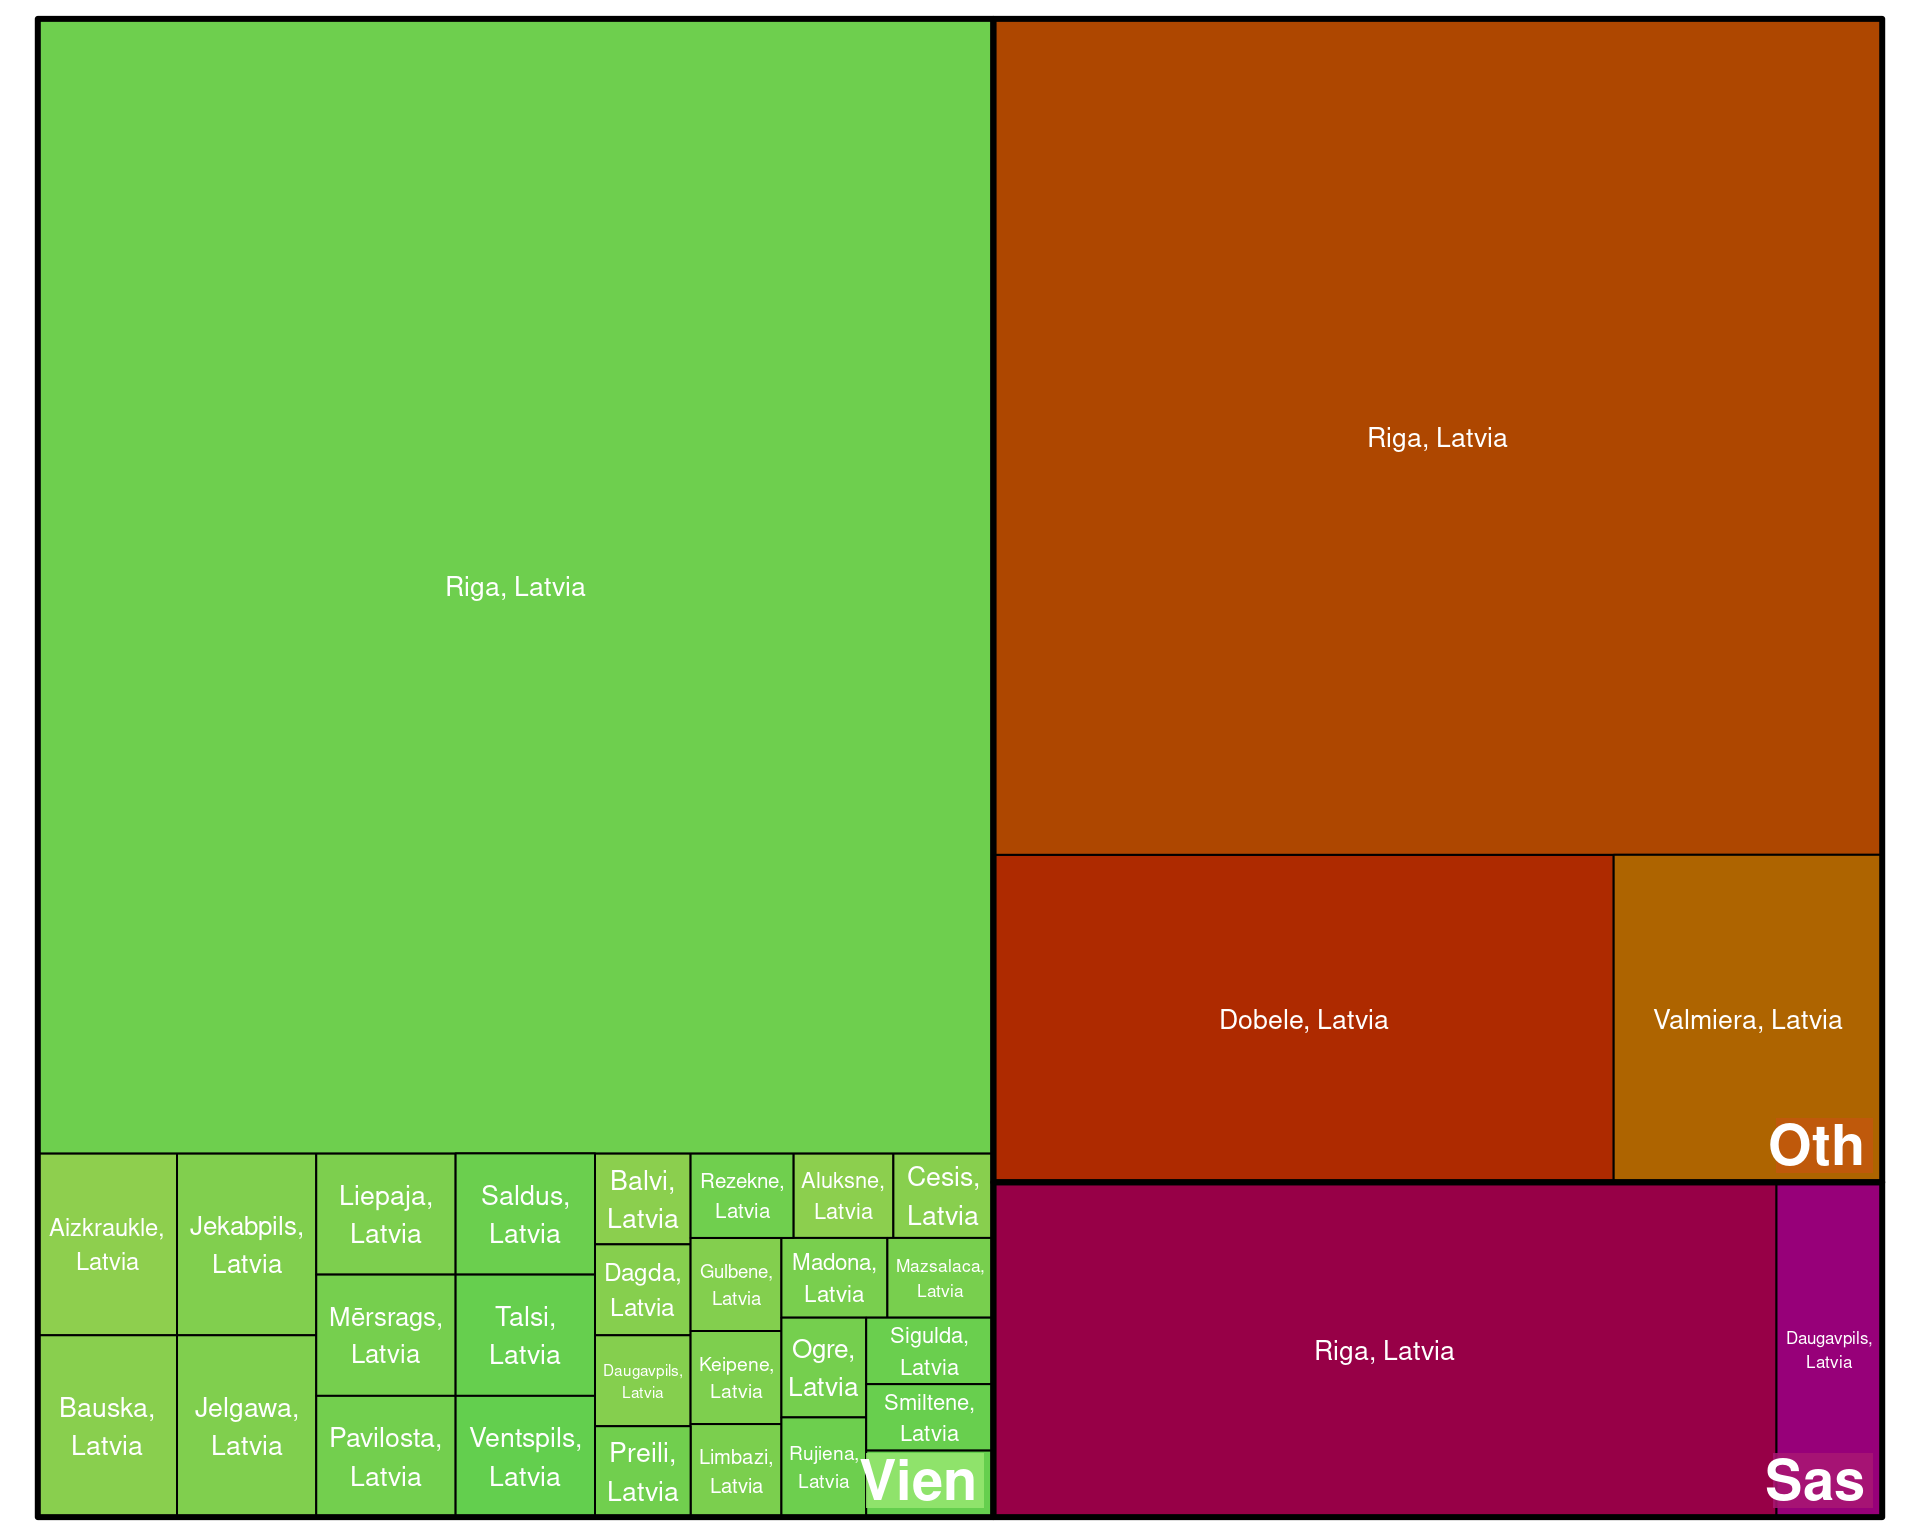 Riga, Latvia
Aizkraukle,
Latvia
Jekabpils,
Latvia
Liepaja,
Latvia
Saldus,
Latvia
Balvi,
Latvia
Rezekne,
Latvia
Aluksne,
Latvia
Cesis,
Latvia
Dagda,
Latvia
Gulbene,
Latvia
Madona,
Latvia
Mazsalaca,
Latvia
Mērsrags,
Latvia
Talsi,
Latvia
Ogre,
Latvia
Sigulda,
Latvia
Daugavpils,
Latvia
Keipene,
Latvia
Smiltene,
Latvia
Bauska,
Latvia
Jelgawa,
Latvia
Pavilosta,
Latvia
Ventspils,
Latvia
Preili,
Latvia
Limbazi,
Latvia
Rujiena,
Latvia
Vien
Riga, Latvia
Dobele, Latvia
Valmiera, Latvia
Oth
Riga, Latvia
Daugavpils,
Latvia
Sas